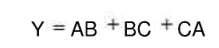 Y = AB + BC + CA